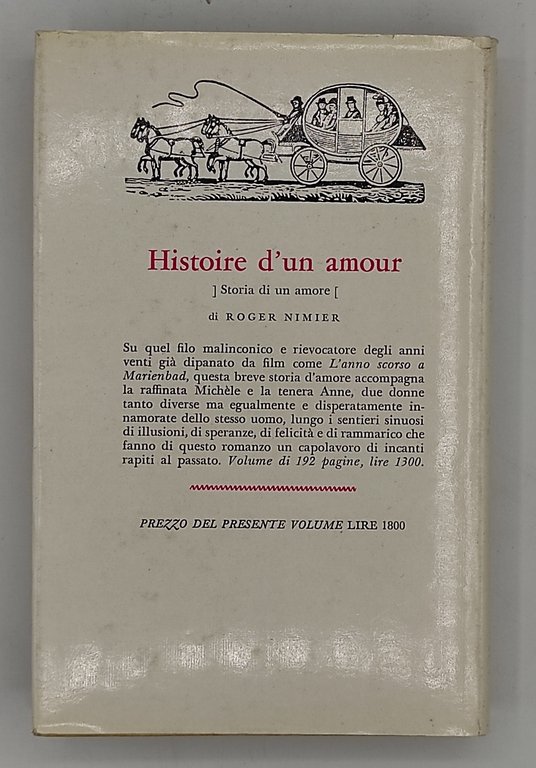 Histoire d'un amour
] Storia di un amore [
di ROGER NIMIER
Su quel filo malinconico e rievocatore degli anni
venti già dipanato da film come L'anno scorso a
Marienbad, questa breve storia d'amore accompagna
la raffinata Michèle e la tenera Anne, due donne
tanto diverse ma egualmente e disperatamente in-
namorate dello stesso uomo, lungo i sentieri sinuosi
di illusioni, di speranze, di felicità e di rammarico che
fanno di questo romanzo un capolavoro di incanti
rapiti al passato. Volume di 192 pagine, lire 1300.
PREZZO DEL PRESENTE VOLUME LIRE 1800